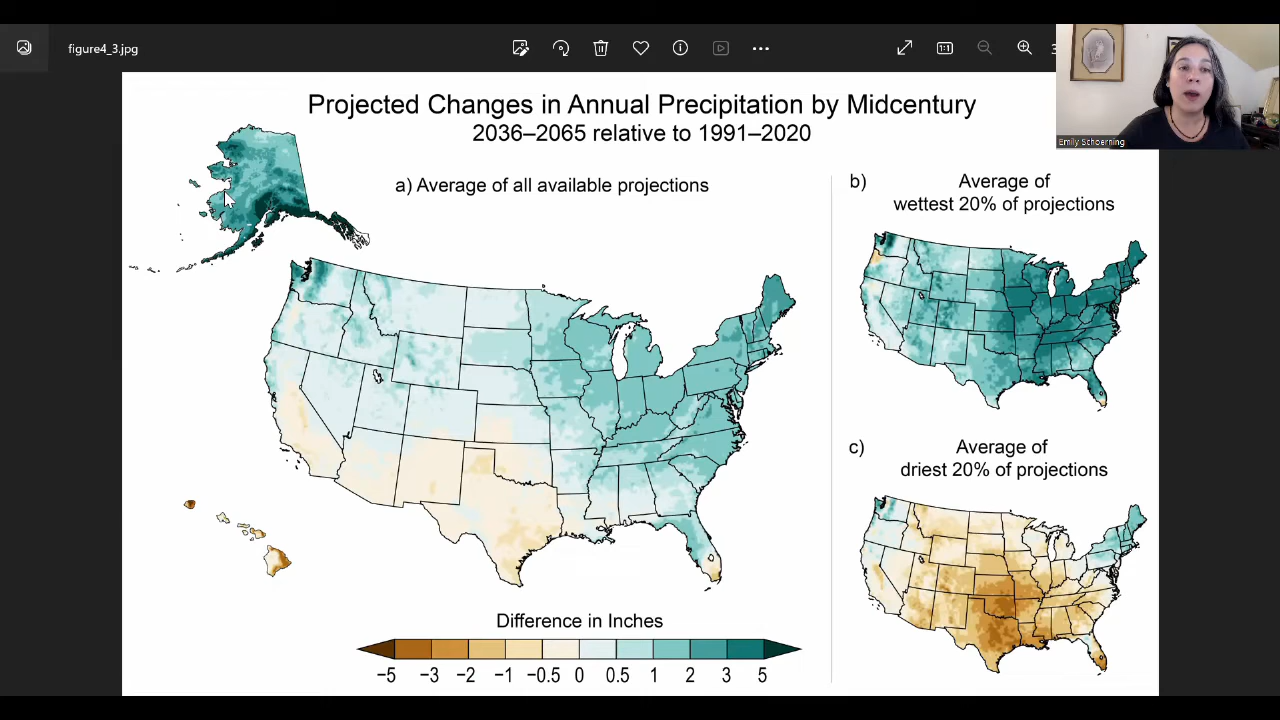 figure4_3.jpg
Projected Changes in Annual Precipitation by Midcentury
2036–2065 relative to 1991–2020
a) Average of all available projections
b)
Average of
wettest 20% of projections
c)
Average of
driest 20% of projections
Difference in Inches
−5 −3 −2 −1 −0.5 0 0.5 1 2 3 5
Emily Schoerning